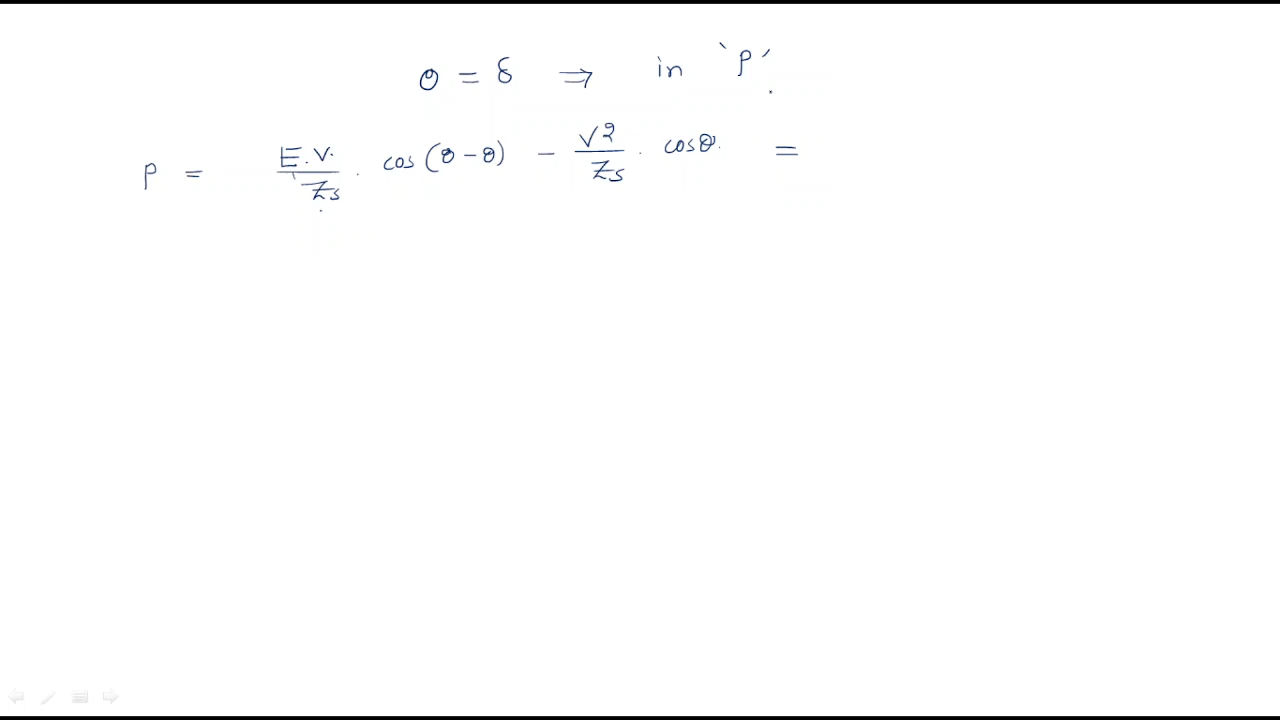 θ = δ ⇒ in 'P'
P = E.V. / Zs . cos(θ - θ) - V² / Zs . cosθ. =